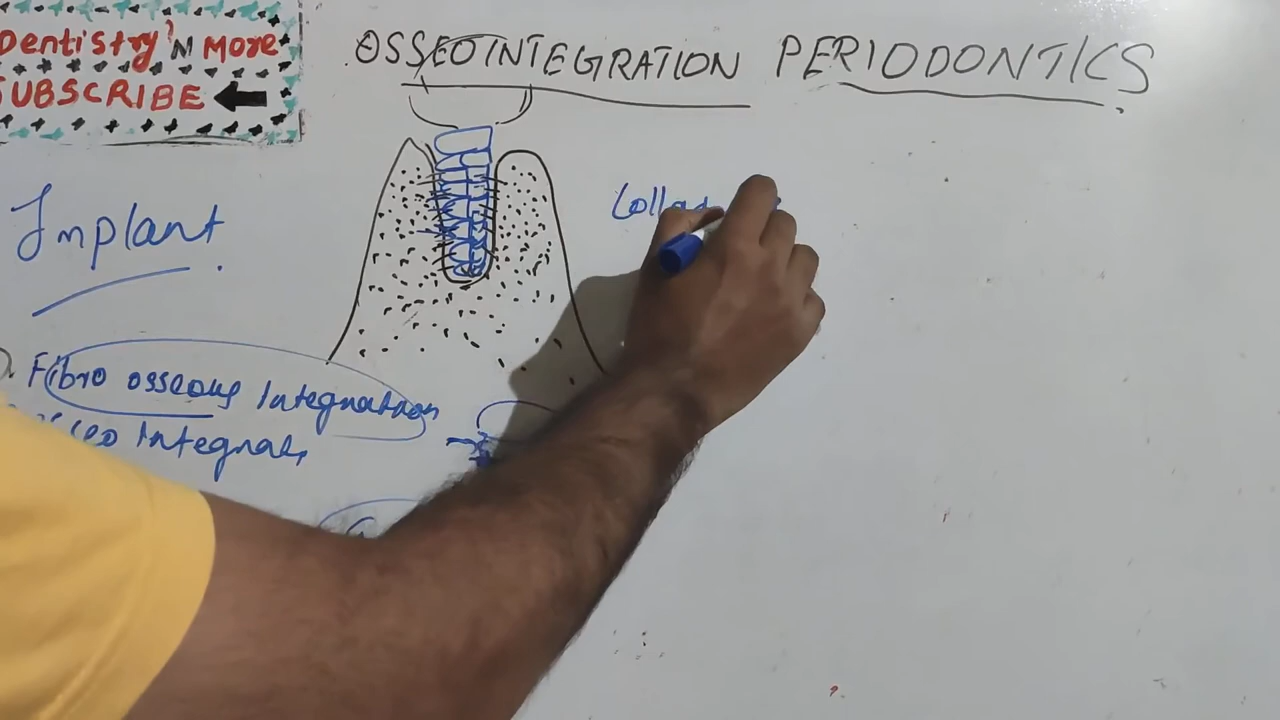 Dentistry'N More
SUBSCRIBE
OSSEOINTEGRATION PERIODONTICS
Implant
Fibro osseous Integration